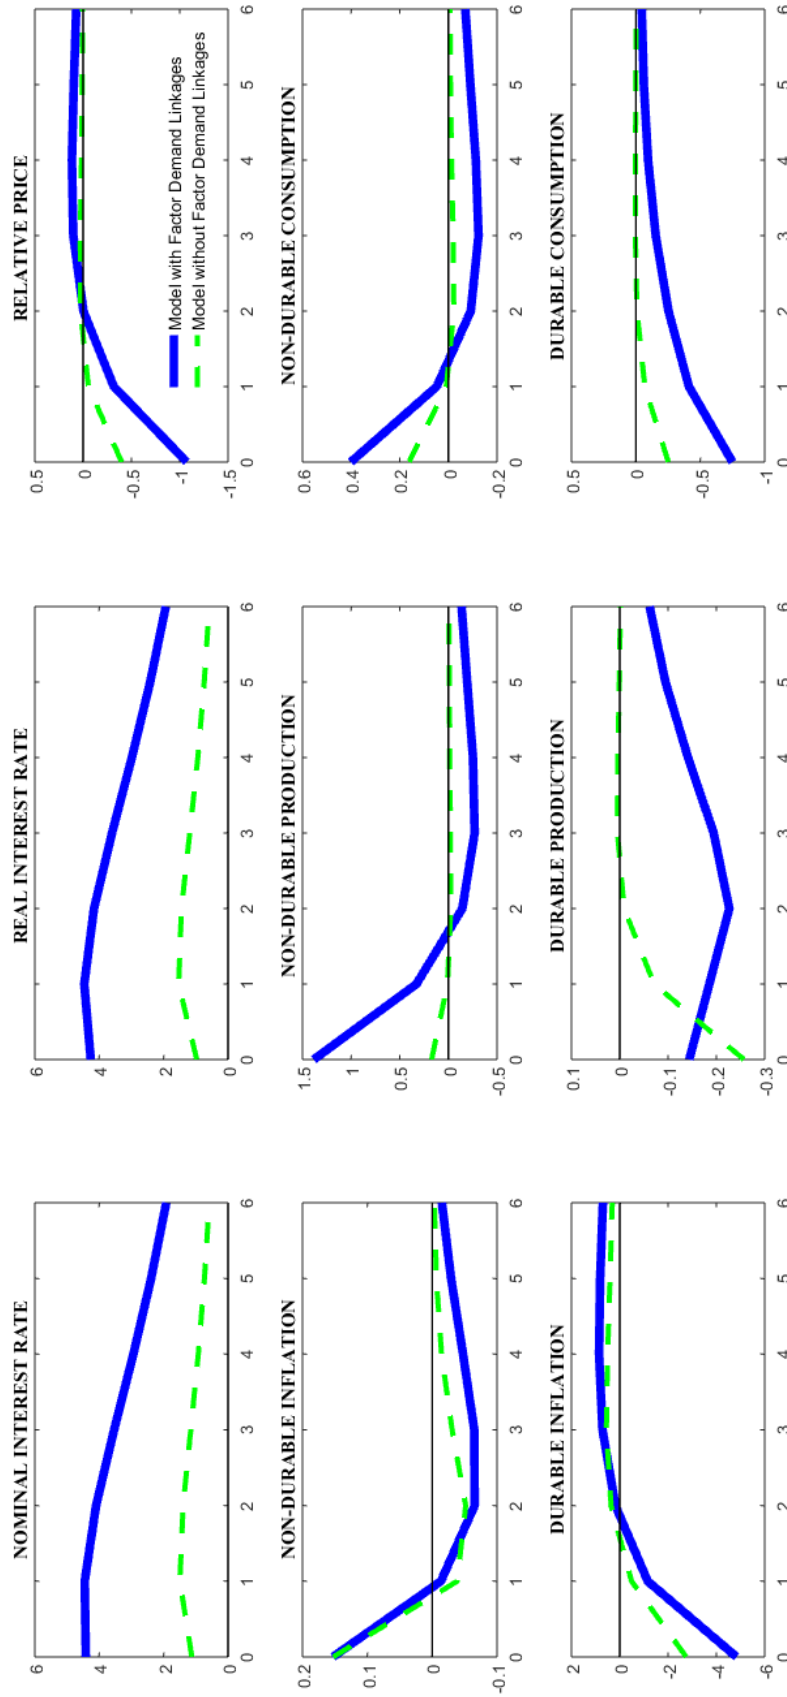 NOMINAL INTEREST RATE
6
4
2
0
0 1 2 3 4 5 6
REAL INTEREST RATE
6
4
2
0
0 1 2 3 4 5 6
RELATIVE PRICE
0.5
0
-0.5
-1
-1.5
Model with Factor Demand Linkages
Model without Factor Demand Linkages
0 1 2 3 4 5 6
NON-DURABLE INFLATION
0.2
0.1
0
-0.1
0 1 2 3 4 5 6
NON-DURABLE PRODUCTION
1.5
1
0.5
0
-0.5
0 1 2 3 4 5 6
NON-DURABLE CONSUMPTION
0.6
0.4
0.2
0
-0.2
0 1 2 3 4 5 6
DURABLE INFLATION
2
0
-2
-4
-6
0 1 2 3 4 5 6
DURABLE PRODUCTION
0.1
0
-0.1
-0.2
-0.3
0 1 2 3 4 5 6
DURABLE CONSUMPTION
0.5
0
-0.5
-1
0 1 2 3 4 5 6